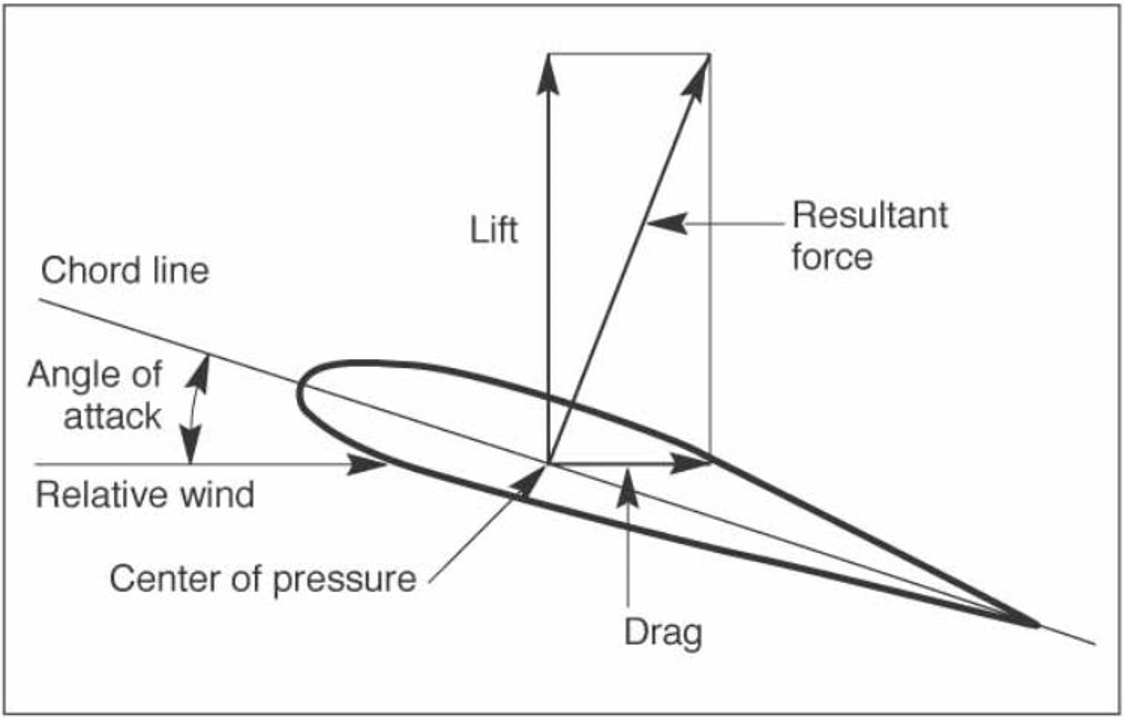 Lift
Resultant
force
Chord line
Angle of
attack
Relative wind
Center of pressure
Drag